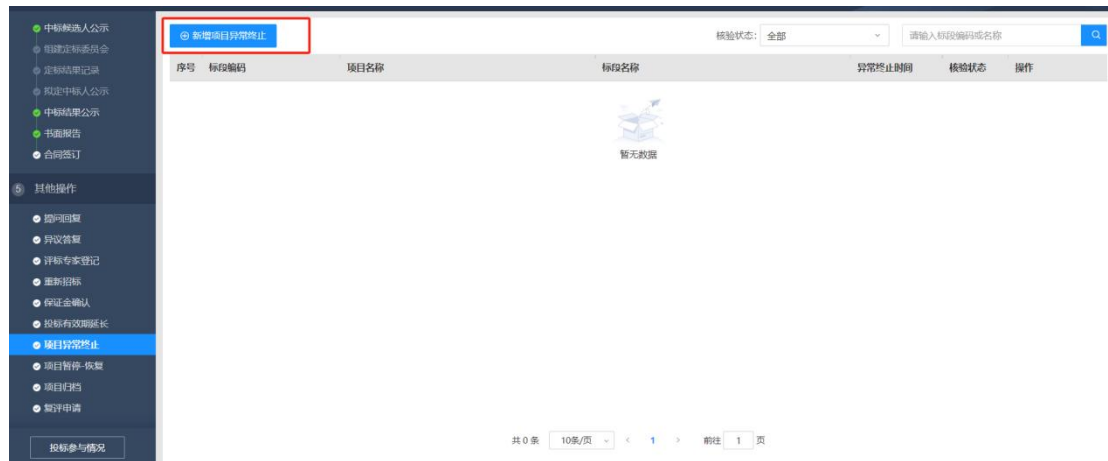 中标候选人公示
组建定标委员会
定标结果记录
拟定中标人公示
中标结果公示
书面报告
合同签订
5 其他操作
提问回复
异议答复
评标专家登记
重新招标
保证金确认
投标有效期延长
项目异常终止
项目暂停-恢复
项目归档
复评申请
投标参与情况
新增项目异常终止 核验状态: 全部 请输入标段编码或名称
序号 标段编码 项目名称 标段名称 异常终止时间 核验状态 操作
暂无数据
共 0 条 10条/页 < 1 > 前往 1 页